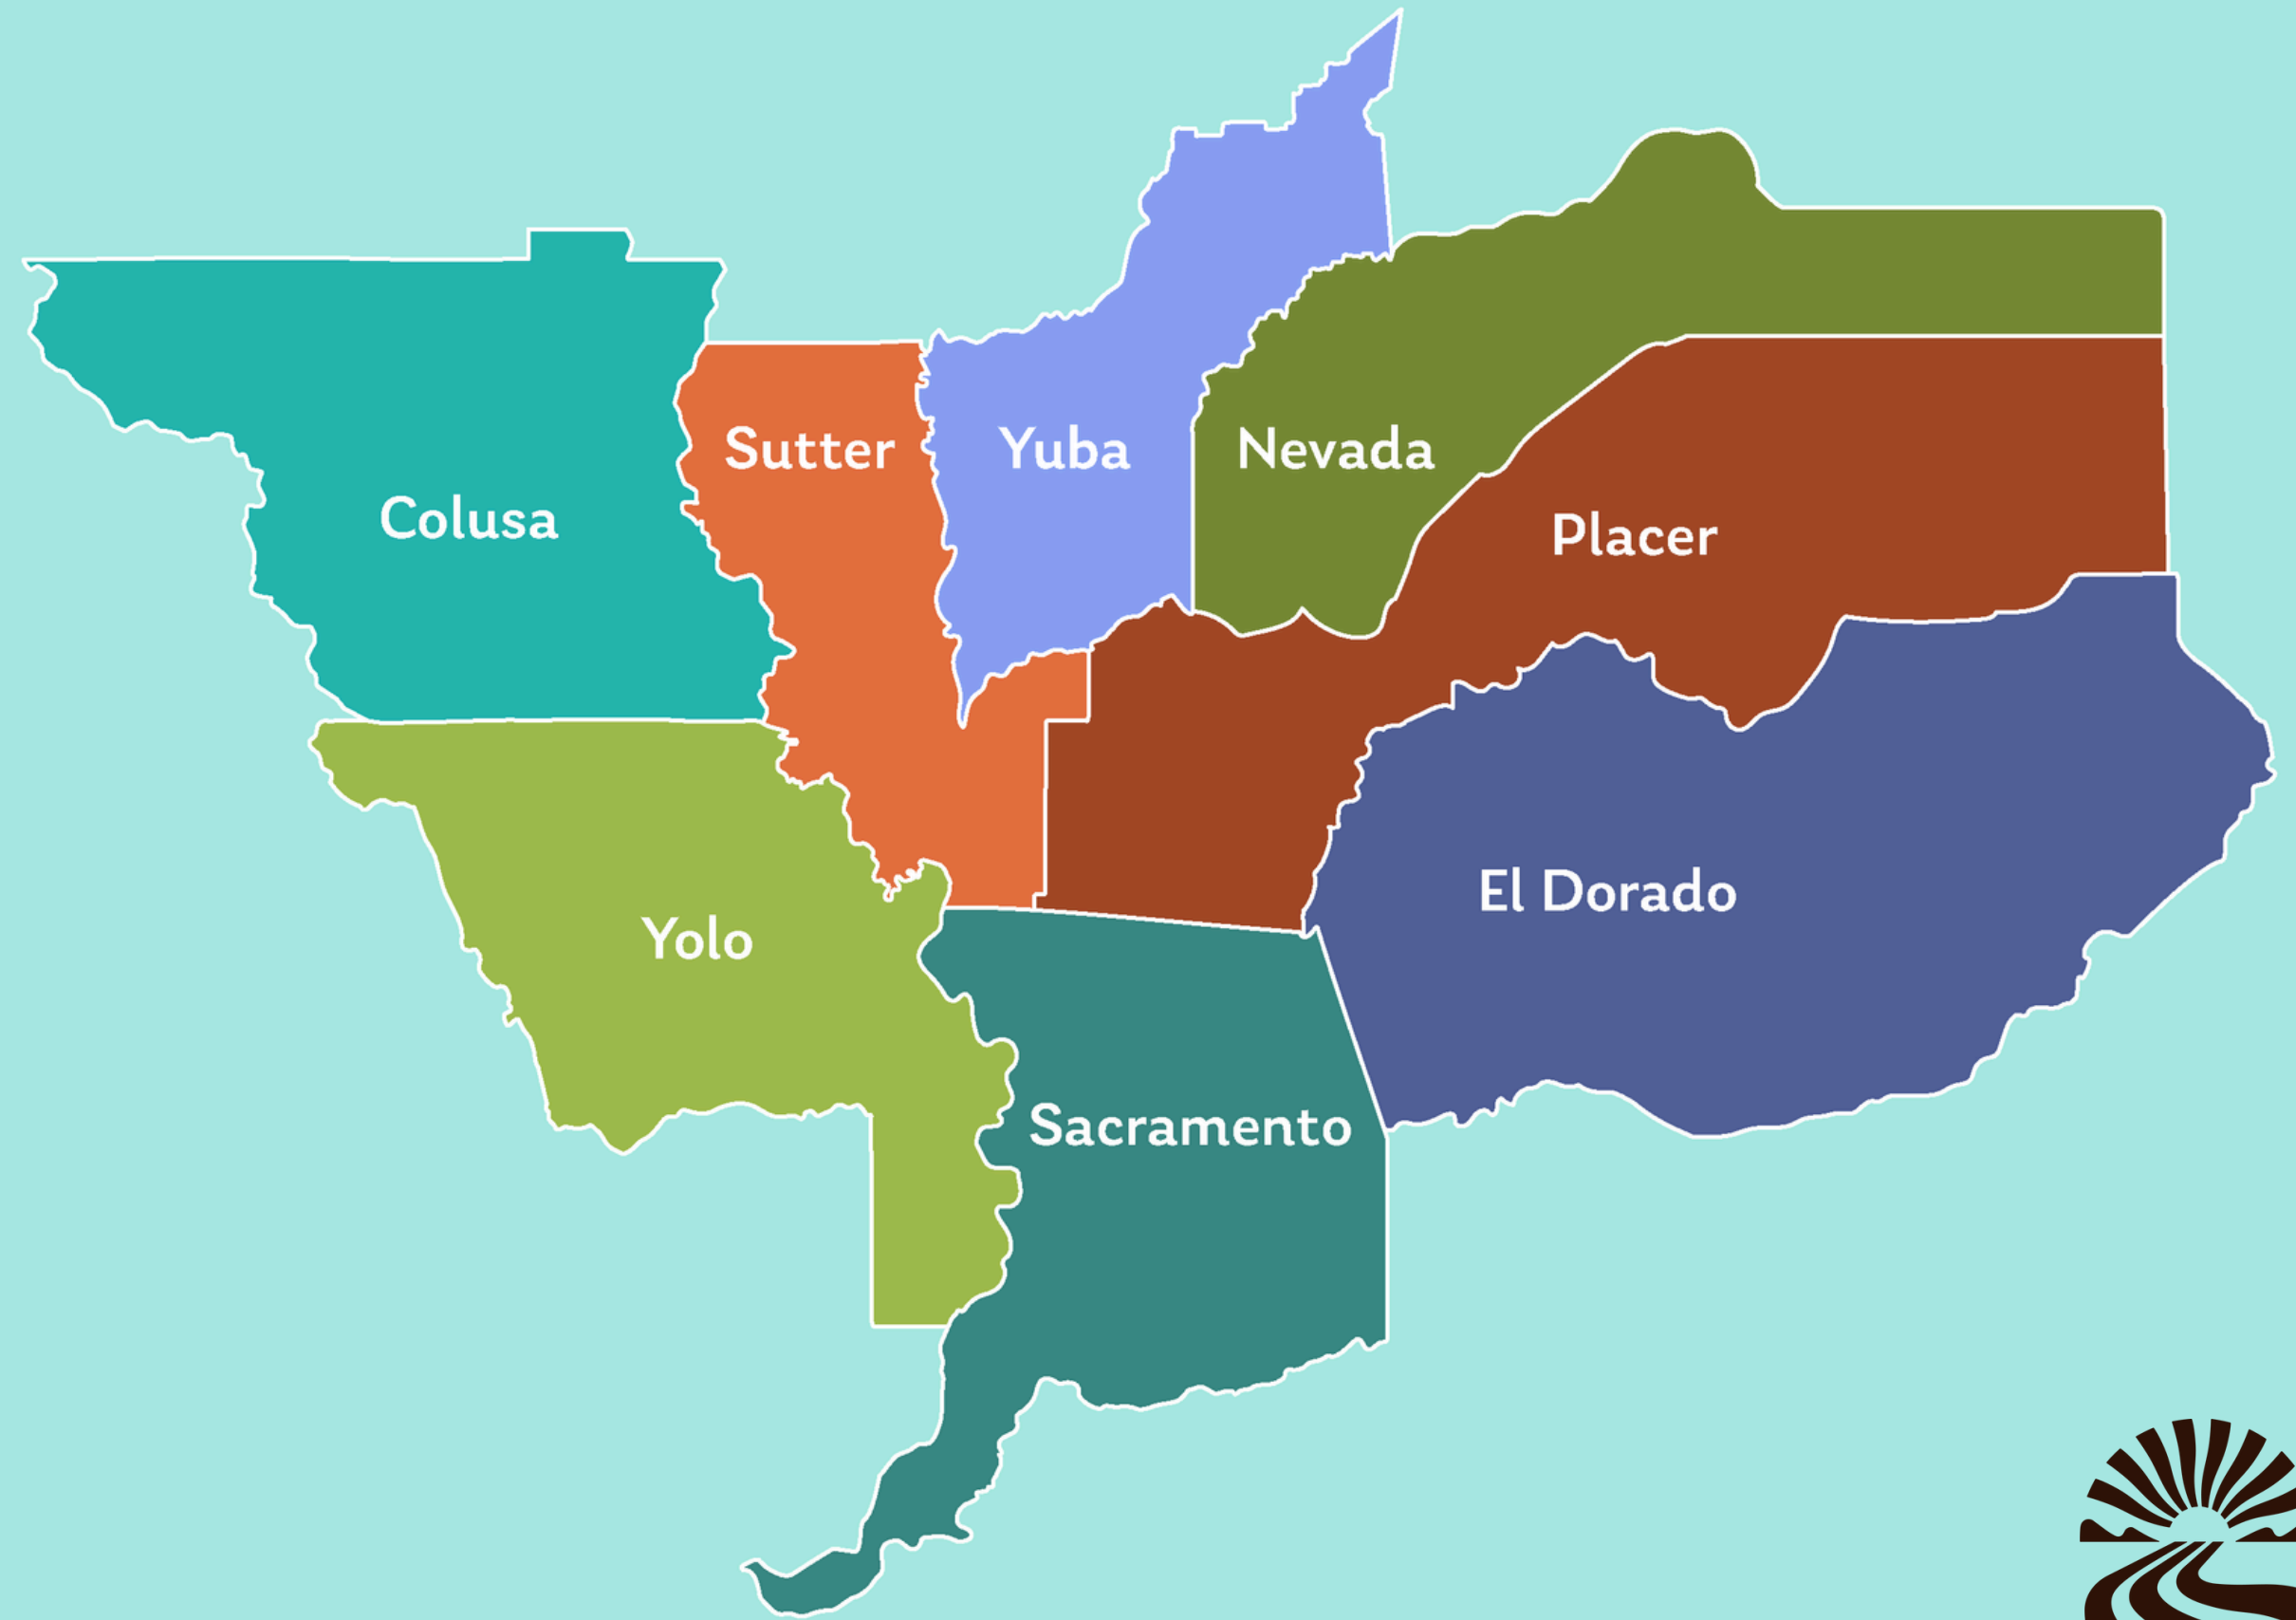 Sutter
Yuba
Nevada
Colusa
Placer
El Dorado
Yolo
Sacramento